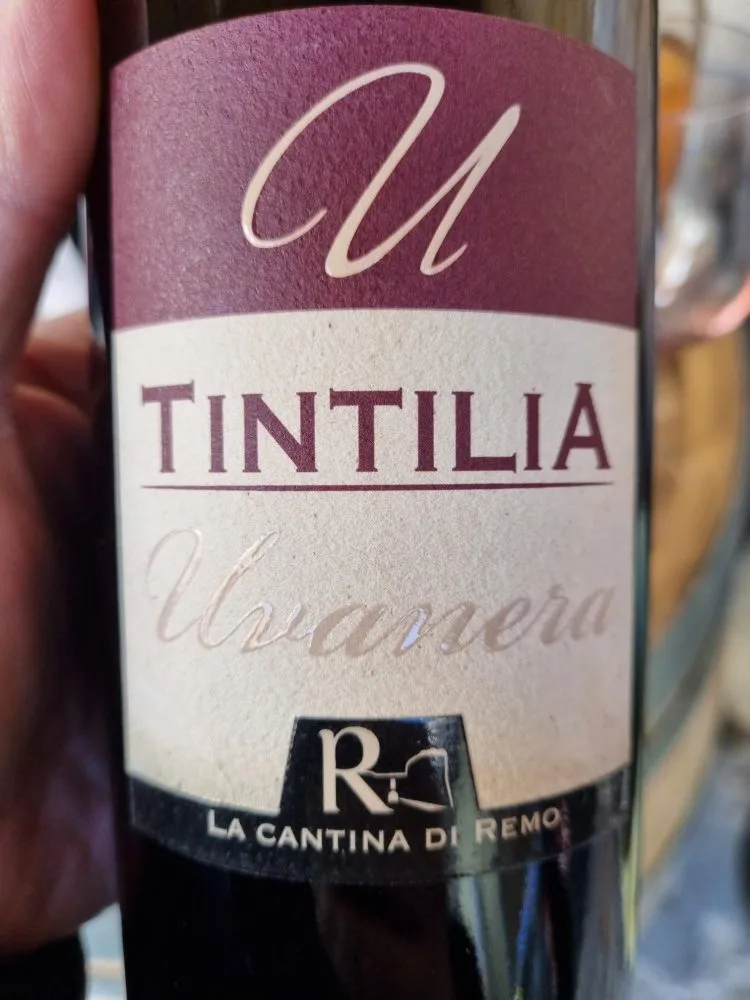 U
TINTILIA
Uvanera
R
LA CANTINA DI REMO